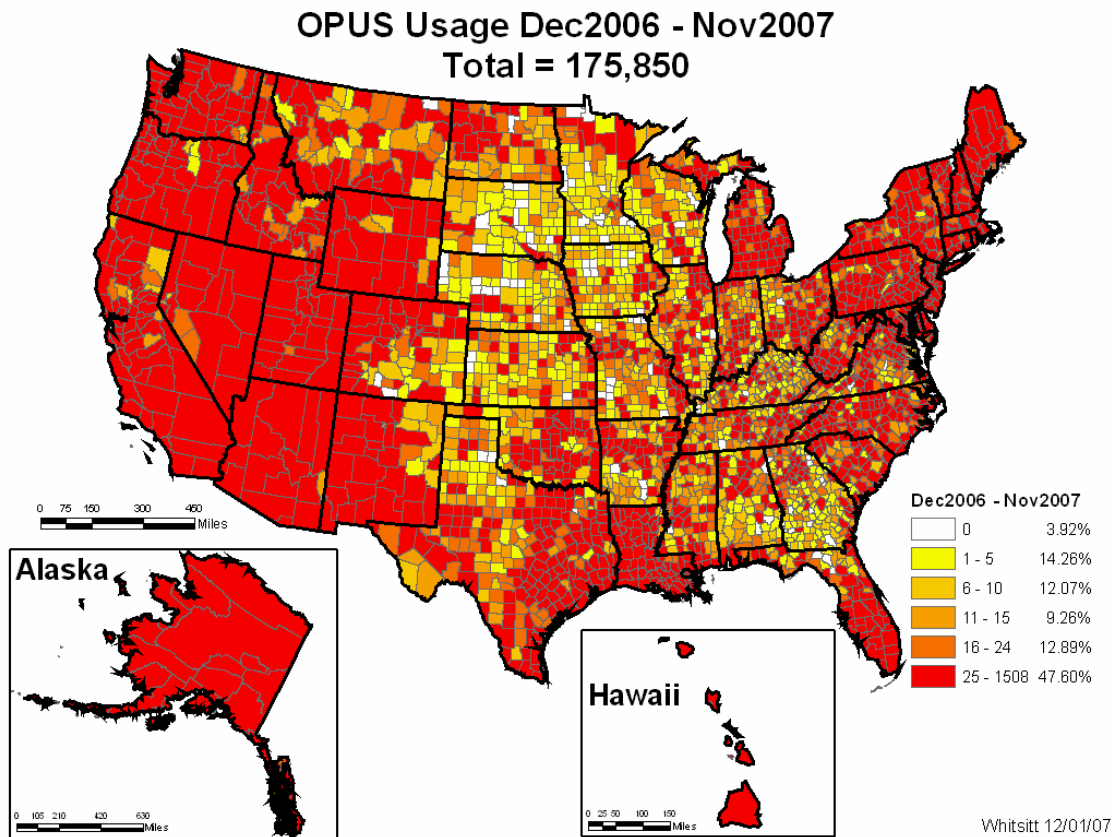 OPUS Usage Dec2006 - Nov2007
Total = 175,850
0 75 150 300 450
Miles
Dec2006 - Nov2007
0 3.92%
1 - 5 14.26%
6 - 10 12.07%
11 - 15 9.26%
16 - 24 12.89%
25 - 1508 47.60%
Alaska
0 105 210 420 630
Miles
Hawaii
0 25 50 100 150
Miles
Whitsitt 12/01/07